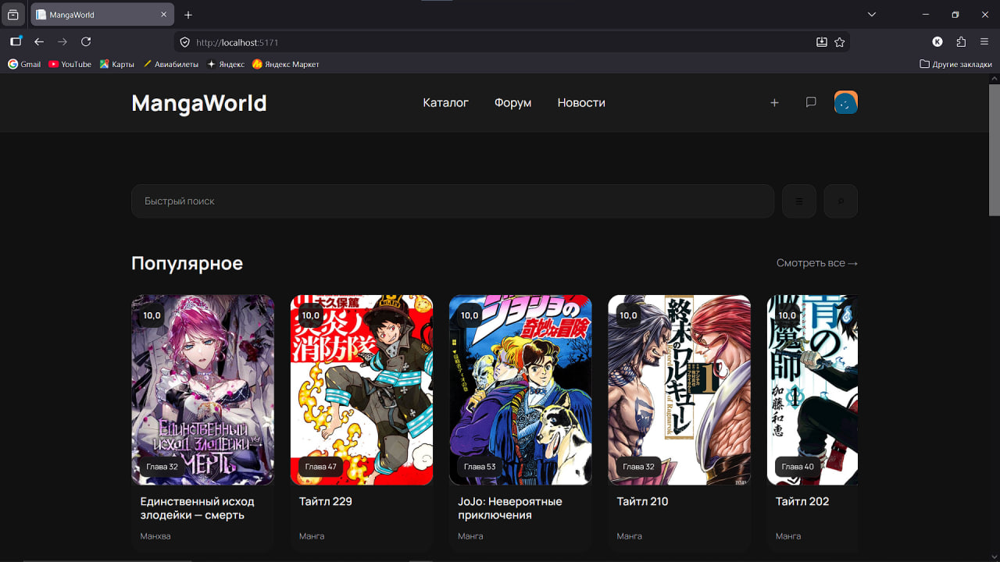 MangaWorld
http://localhost:5171
Gmail
YouTube
Карты
Авиабилеты
Яндекс
Яндекс Маркет
Другие закладки
MangaWorld
Каталог
Форум
Новости
Быстрый поиск
Популярное
Смотреть все →
10,0
ЕДИНСТВЕННЫЙ
ИСХОД ЗЛОДЕЙКИ—
СМЕРТЬ
Глава 32
Единственный исход
злодейки — смерть
Манхва
大久保篤
炎炎ノ
消防隊
10,0
Глава 47
Тайтл 229
Манга
ジョジョの
奇妙な冒険
10,0
Глава 53
JoJo: Невероятные
приключения
Манга
10,0
終末のワルキューレ
Record of Ragnarok
1
Глава 32
Тайтл 210
Манга
10,0
青の
魔師
加藤和恵
1
Глава 40
Тайтл 202
Манга